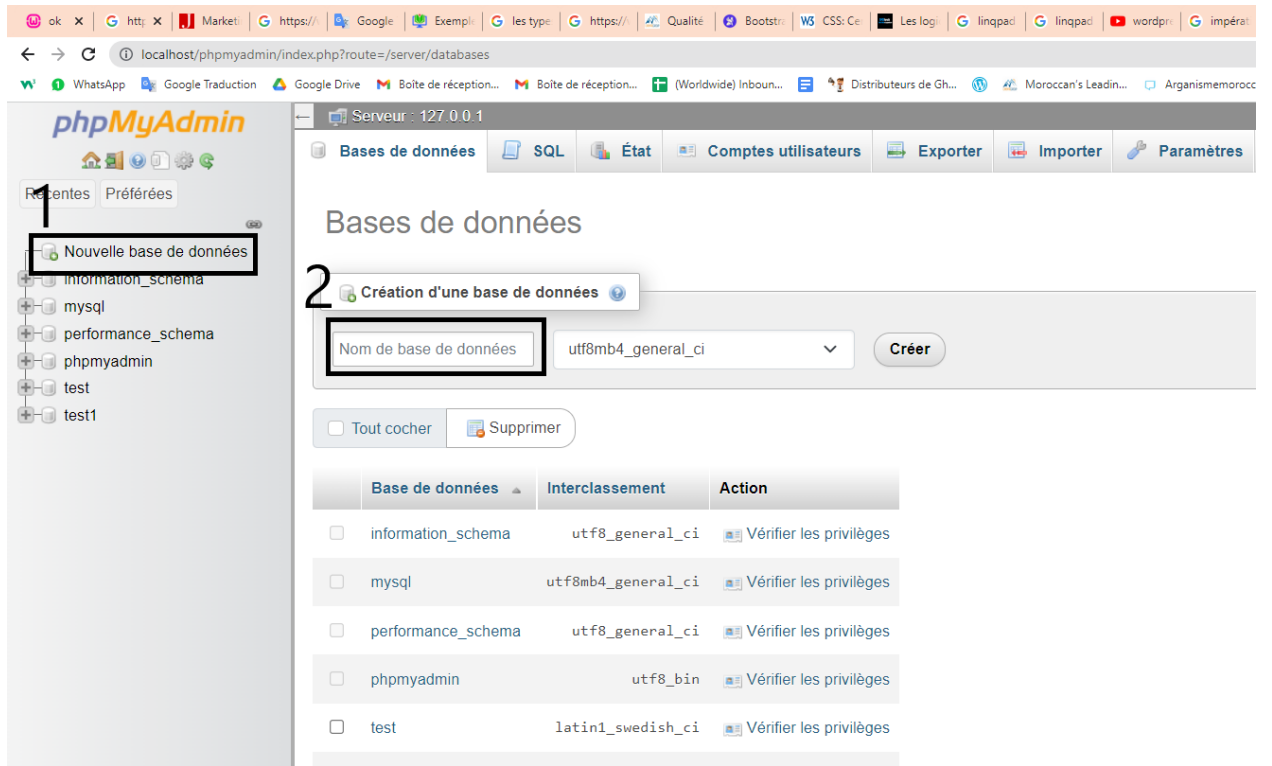 ok G http Marketi G https:// Google Exemple G les type G https:// Qualité Bootstra W3 CSS: Ce Les logi G linqpad G linqpad wordpre G impérat
localhost/phpmyadmin/index.php?route=/server/databases
WhatsApp Google Traduction Google Drive Boîte de réception... Boîte de réception... (Worldwide) Inboun... Distributeurs de Gh... Moroccan's Leadin... Arganismemorocc
phpMyAdmin
Récentes Préférées
1
Nouvelle base de données
information_schema
mysql
performance_schema
phpmyadmin
test
test1
Serveur : 127.0.0.1
Bases de données SQL État Comptes utilisateurs Exporter Importer Paramètres
Bases de données
2
Création d'une base de données
Nom de base de données utf8mb4_general_ci Créer
Tout cocher Supprimer
Base de données Interclassement Action
information_schema utf8_general_ci Vérifier les privilèges
mysql utf8mb4_general_ci Vérifier les privilèges
performance_schema utf8_general_ci Vérifier les privilèges
phpmyadmin utf8_bin Vérifier les privilèges
test latin1_swedish_ci Vérifier les privilèges